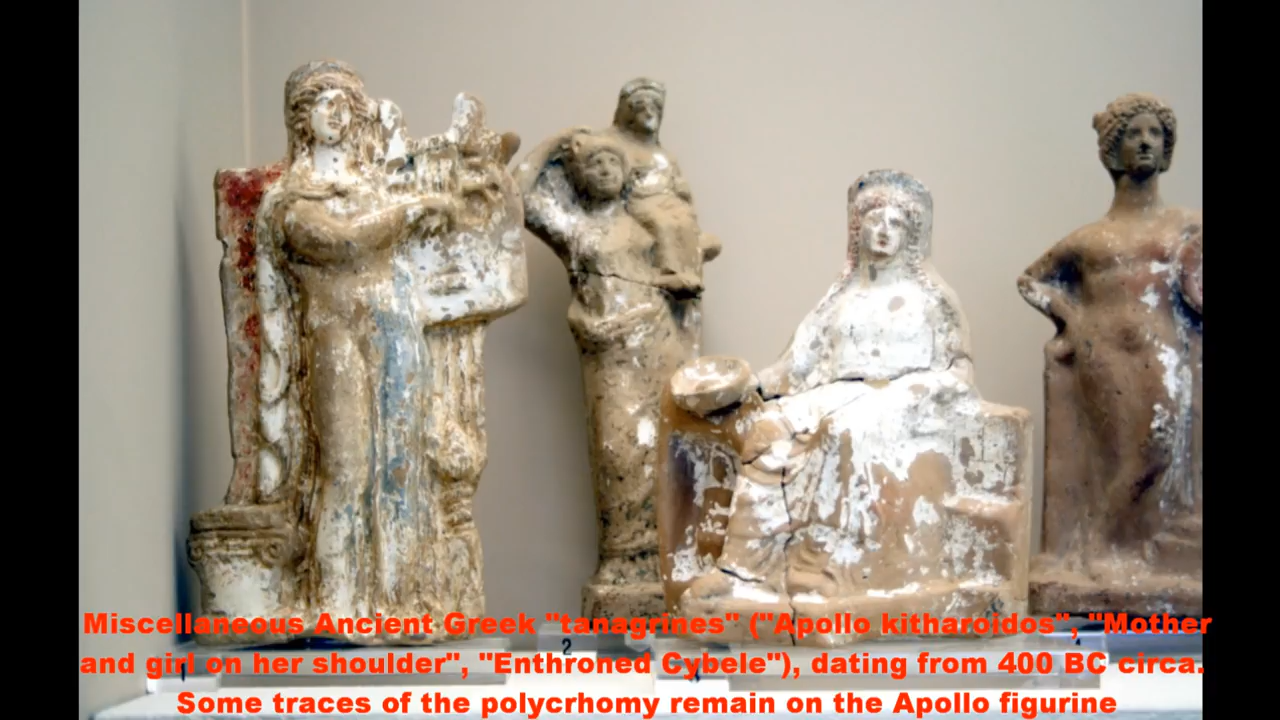 Miscellaneous Ancient Greek "tanagrines" ("Apollo kitharoidos", "Mother
and girl on her shoulder", "Enthroned Cybele"), dating from 400 BC circa.
Some traces of the polycrhomy remain on the Apollo figurine
2